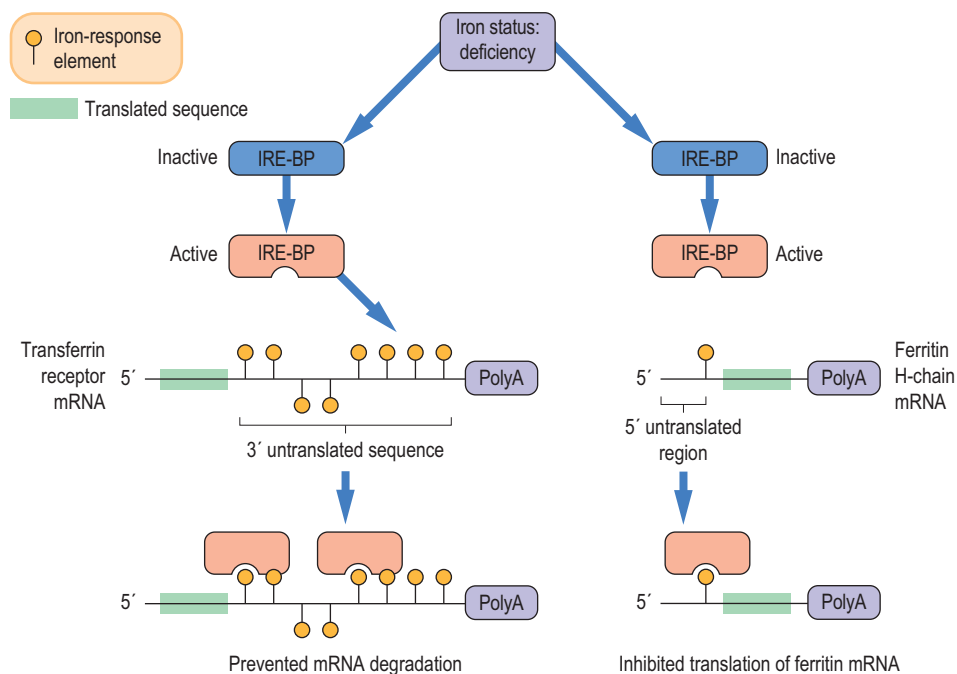 Iron-response
element
Translated sequence
Iron status:
deficiency
Inactive
IRE-BP
IRE-BP
Inactive
Active
IRE-BP
IRE-BP
Active
Transferrin
receptor
mRNA
5´
PolyA
3´ untranslated sequence
5´
PolyA
Ferritin
H-chain
mRNA
5´ untranslated
region
5´
PolyA
5´
PolyA
Prevented mRNA degradation
Inhibited translation of ferritin mRNA